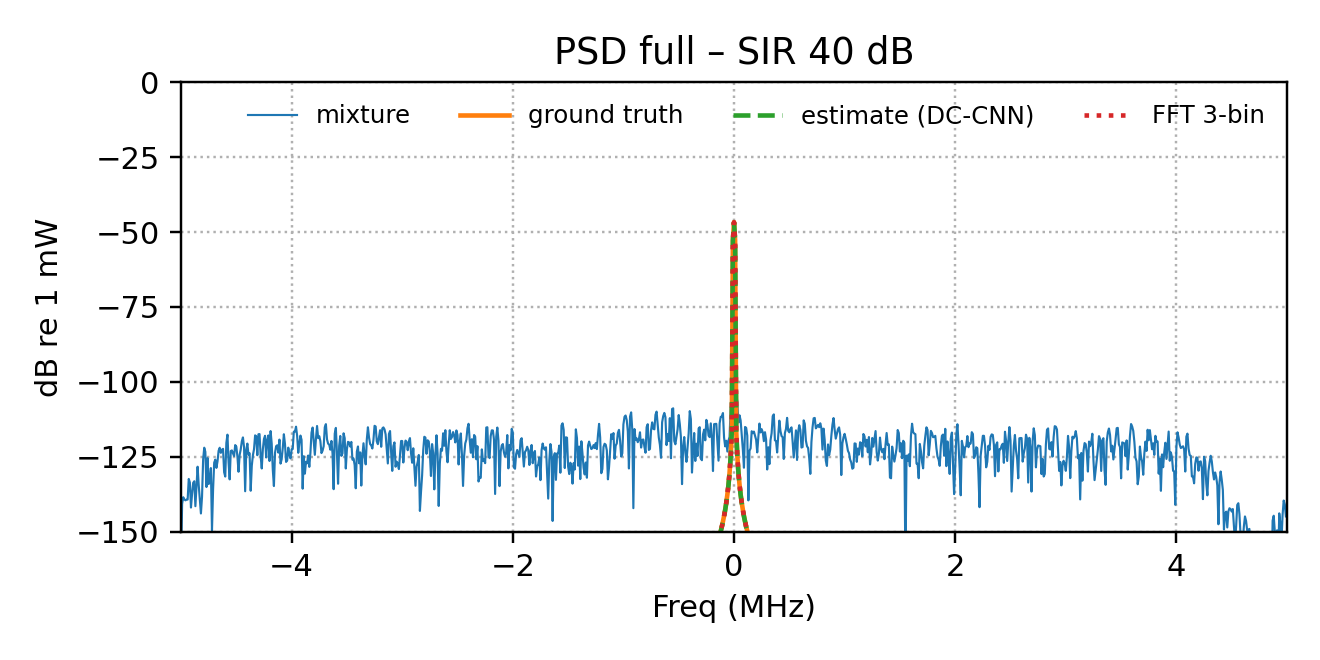 PSD full – SIR 40 dB
mixture
ground truth
estimate (DC-CNN)
FFT 3-bin
dB re 1 mW
0
−25
−50
−75
−100
−125
−150
−4
−2
0
2
4
Freq (MHz)